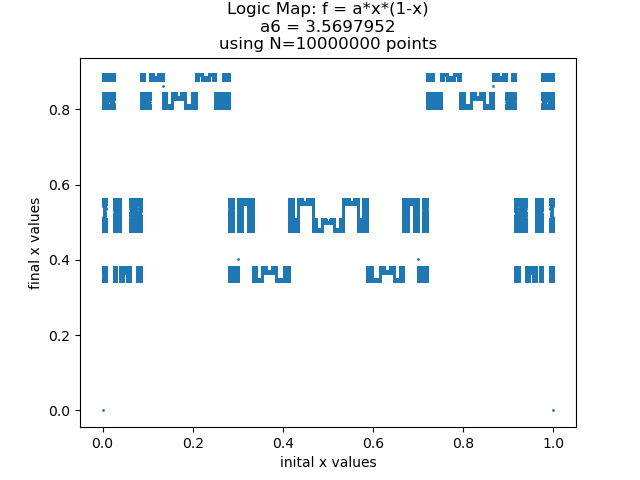 Logic Map: f = a*x*(1-x)
a6 = 3.5697952
using N=10000000 points
0.8
0.6
0.4
0.2
0.0
final x values
0.0 0.2 0.4 0.6 0.8 1.0
inital x values